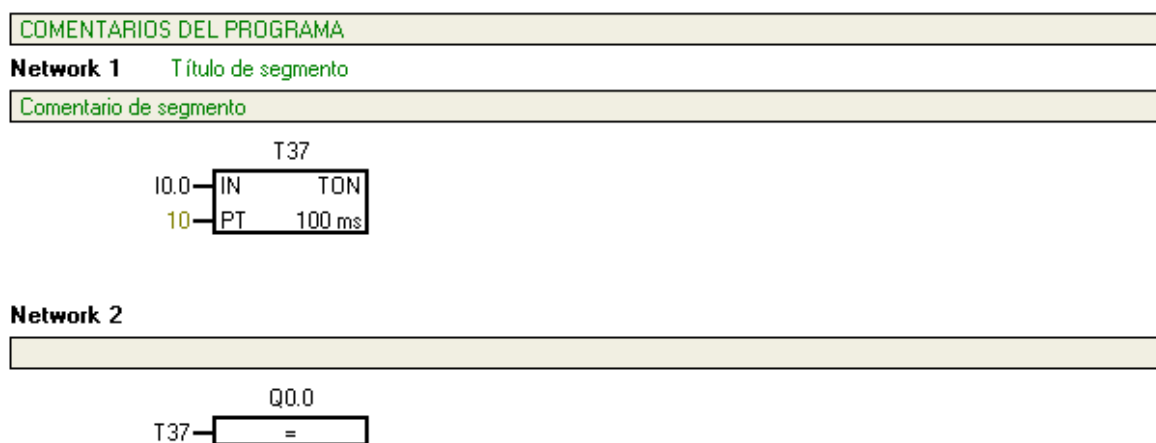 COMENTARIOS DEL PROGRAMA
Network 1 Título de segmento
Comentario de segmento
T37
I0.0 IN TON
10 PT 100 ms
Network 2
Q0.0
T37 =